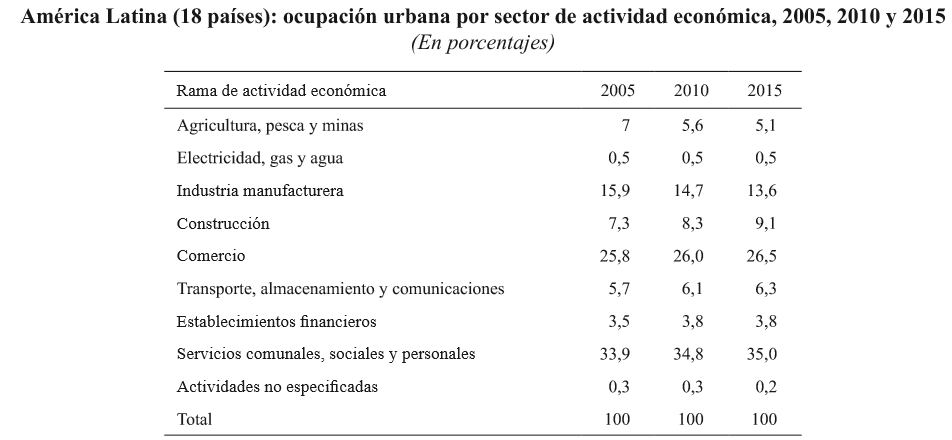 América Latina (18 países): ocupación urbana por sector de actividad económica, 2005, 2010 y 2015
(En porcentajes)
Rama de actividad económica 2005 2010 2015
Agricultura, pesca y minas 7 5,6 5,1
Electricidad, gas y agua 0,5 0,5 0,5
Industria manufacturera 15,9 14,7 13,6
Construcción 7,3 8,3 9,1
Comercio 25,8 26,0 26,5
Transporte, almacenamiento y comunicaciones 5,7 6,1 6,3
Establecimientos financieros 3,5 3,8 3,8
Servicios comunales, sociales y personales 33,9 34,8 35,0
Actividades no especificadas 0,3 0,3 0,2
Total 100 100 100